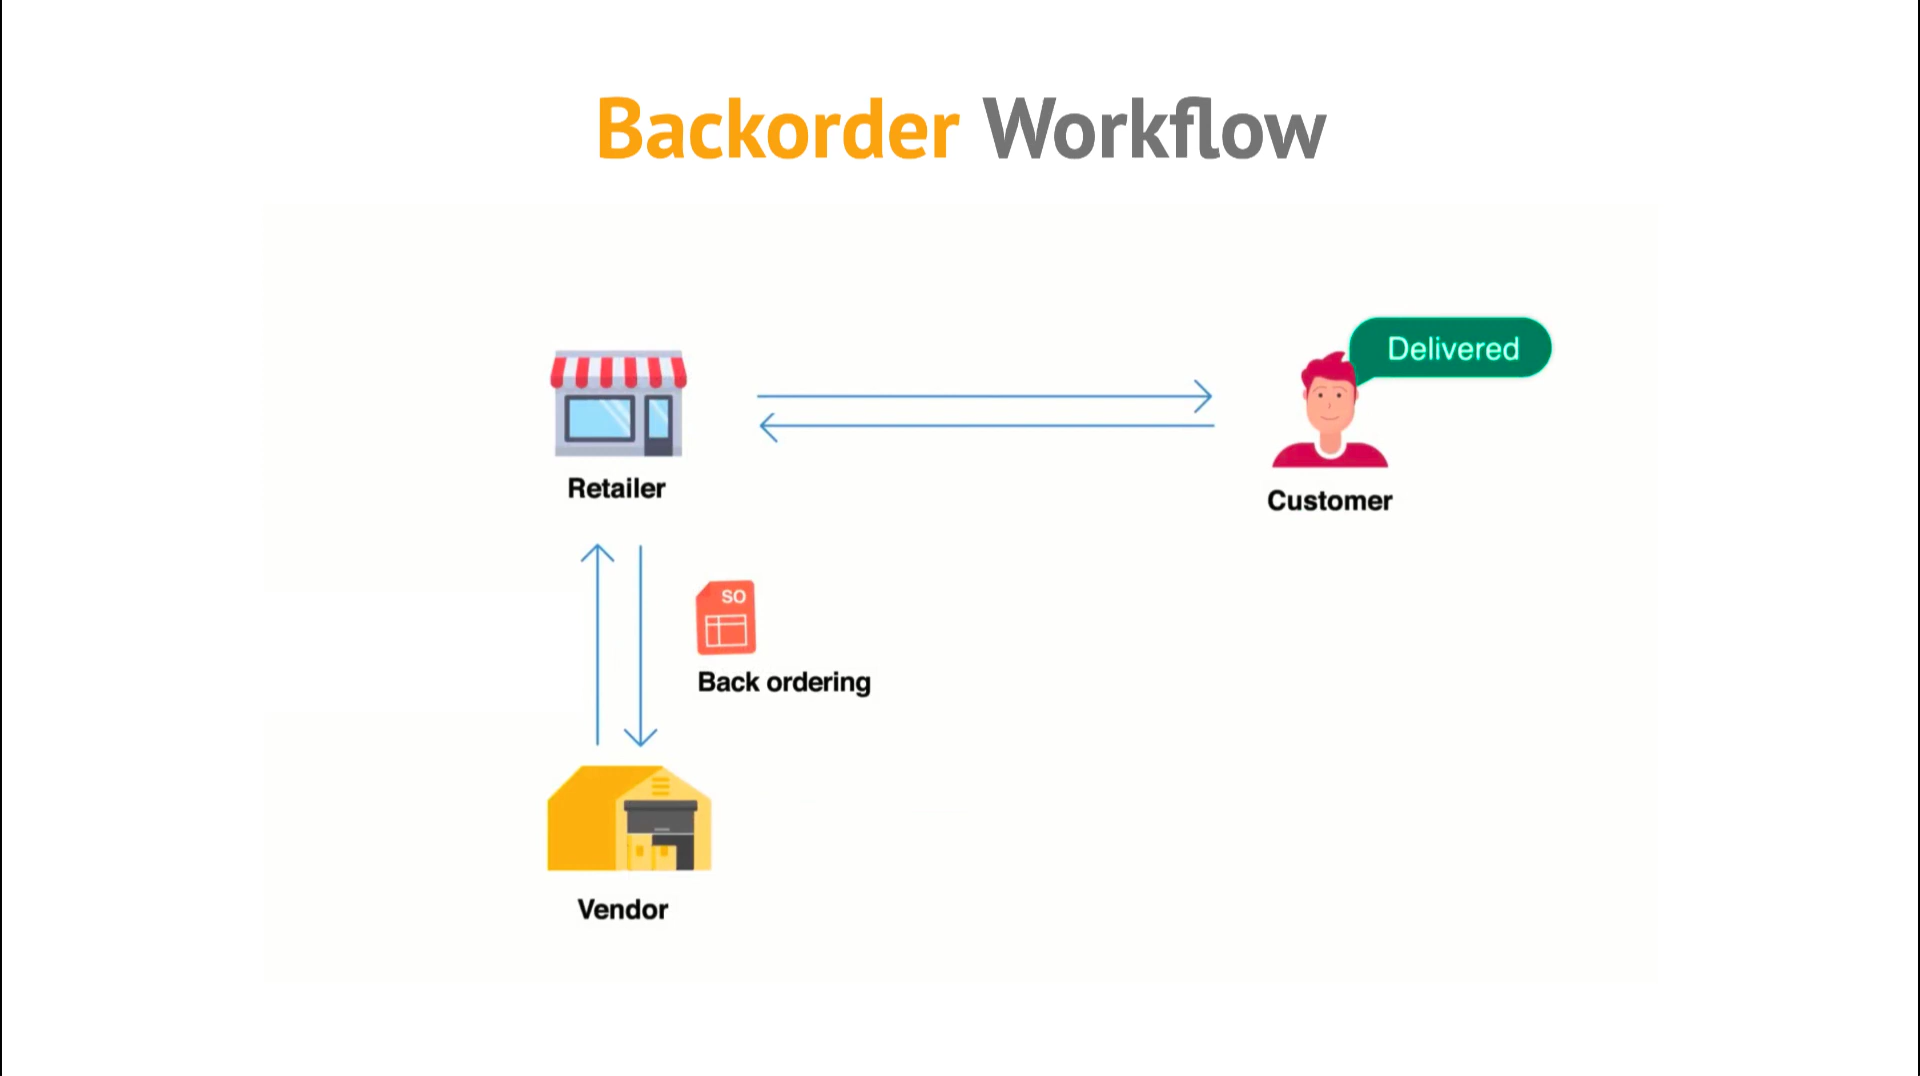 Backorder Workflow
Delivered
Retailer
Customer
SO
Back ordering
Vendor